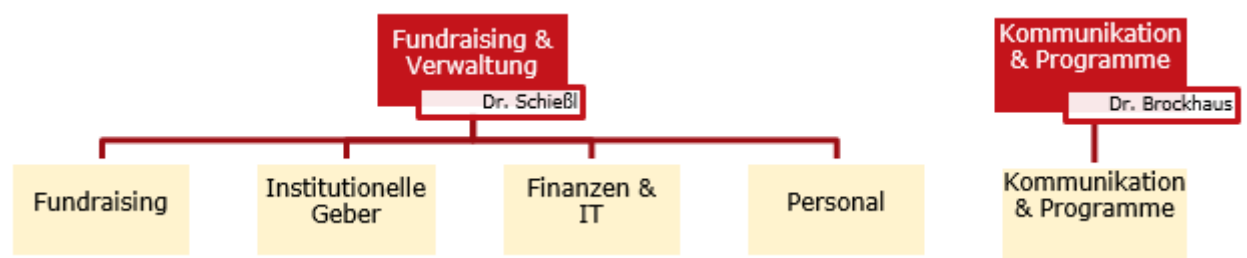 Fundraising &
Verwaltung
Dr. Schießl
Kommunikation
& Programme
Dr. Brockhaus
Fundraising
Institutionelle
Geber
Finanzen &
IT
Personal
Kommunikation
& Programme